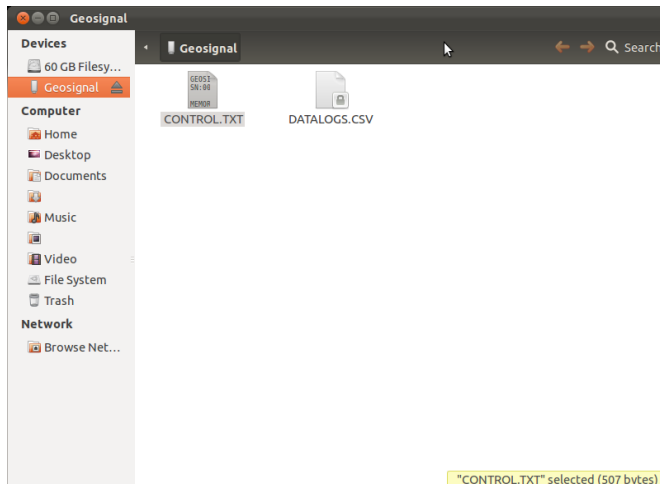 Geosignal
Devices
60 GB Filesy...
Geosignal
Computer
Home
Desktop
Documents
Music
Video
File System
Trash
Network
Browse Net...
Geosignal
Search
GEOSI
SN:00
MEMOR
CONTROL.TXT
DATALOGS.CSV
"CONTROL.TXT" selected (507 bytes)